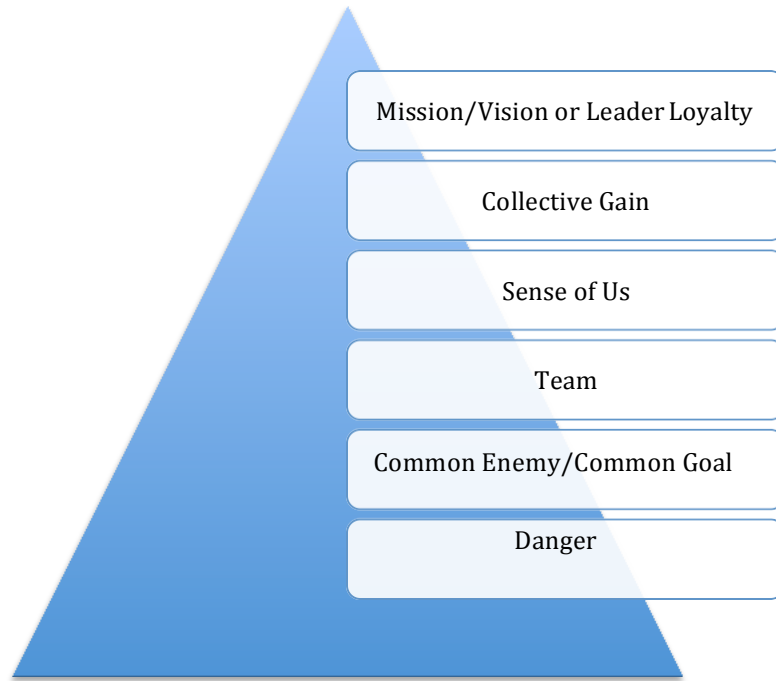 Mission/Vision or Leader Loyalty
Collective Gain
Sense of Us
Team
Common Enemy/Common Goal
Danger